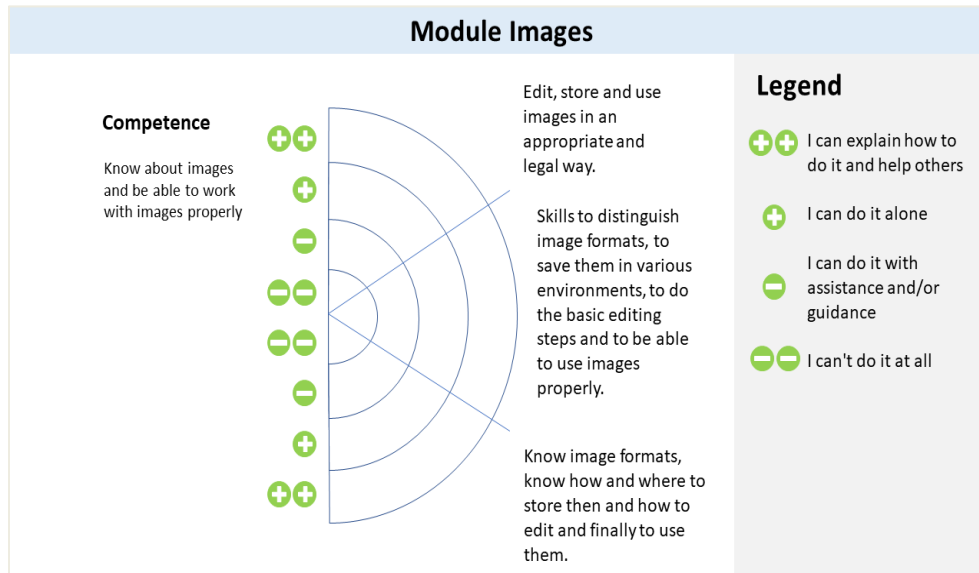 Module Images
Competence
Know about images
and be able to work
with images properly
Edit, store and use
images in an
appropriate and
legal way.
Skills to distinguish
image formats, to
save them in various
environments, to do
the basic editing
steps and to be able
to use images
properly.
Know image formats,
know how and where to
store then and how to
edit and finally to use
them.
Legend
I can explain how to
do it and help others
I can do it alone
I can do it with
assistance and/or
guidance
I can't do it at all